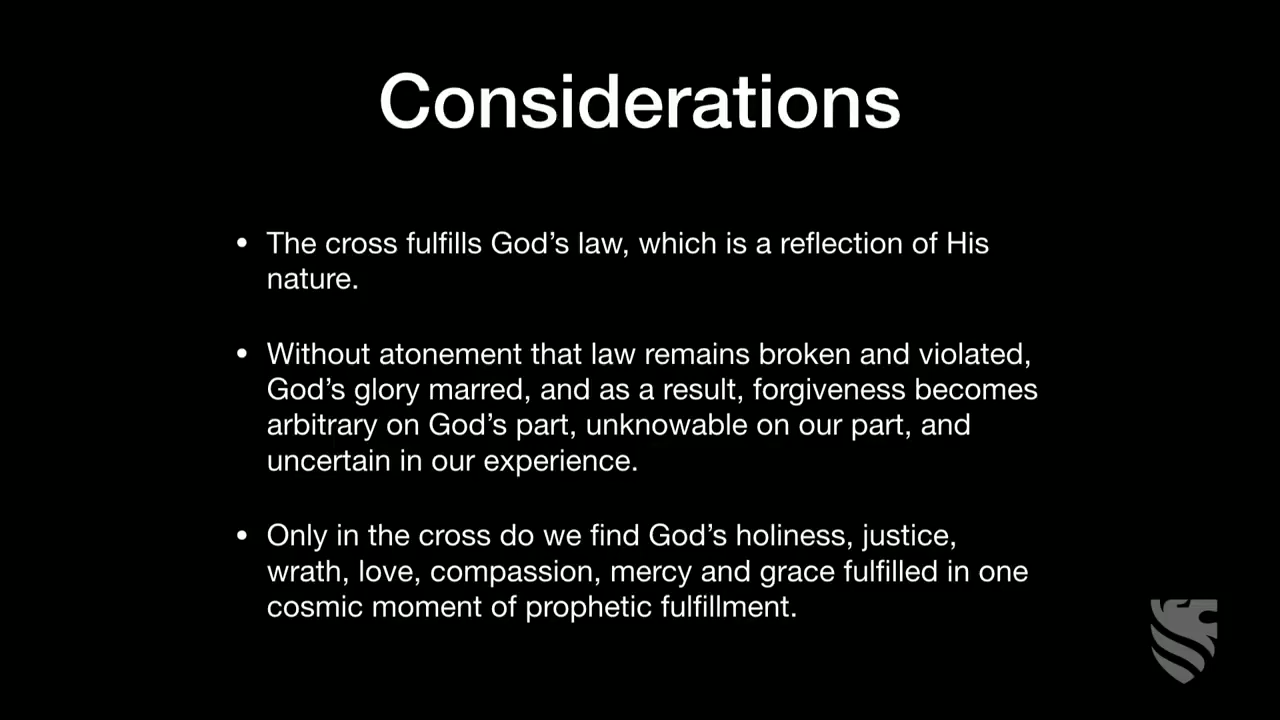 Considerations
• The cross fulfills God’s law, which is a reflection of His
nature.
• Without atonement that law remains broken and violated,
God’s glory marred, and as a result, forgiveness becomes
arbitrary on God’s part, unknowable on our part, and
uncertain in our experience.
• Only in the cross do we find God’s holiness, justice,
wrath, love, compassion, mercy and grace fulfilled in one
cosmic moment of prophetic fulfillment.